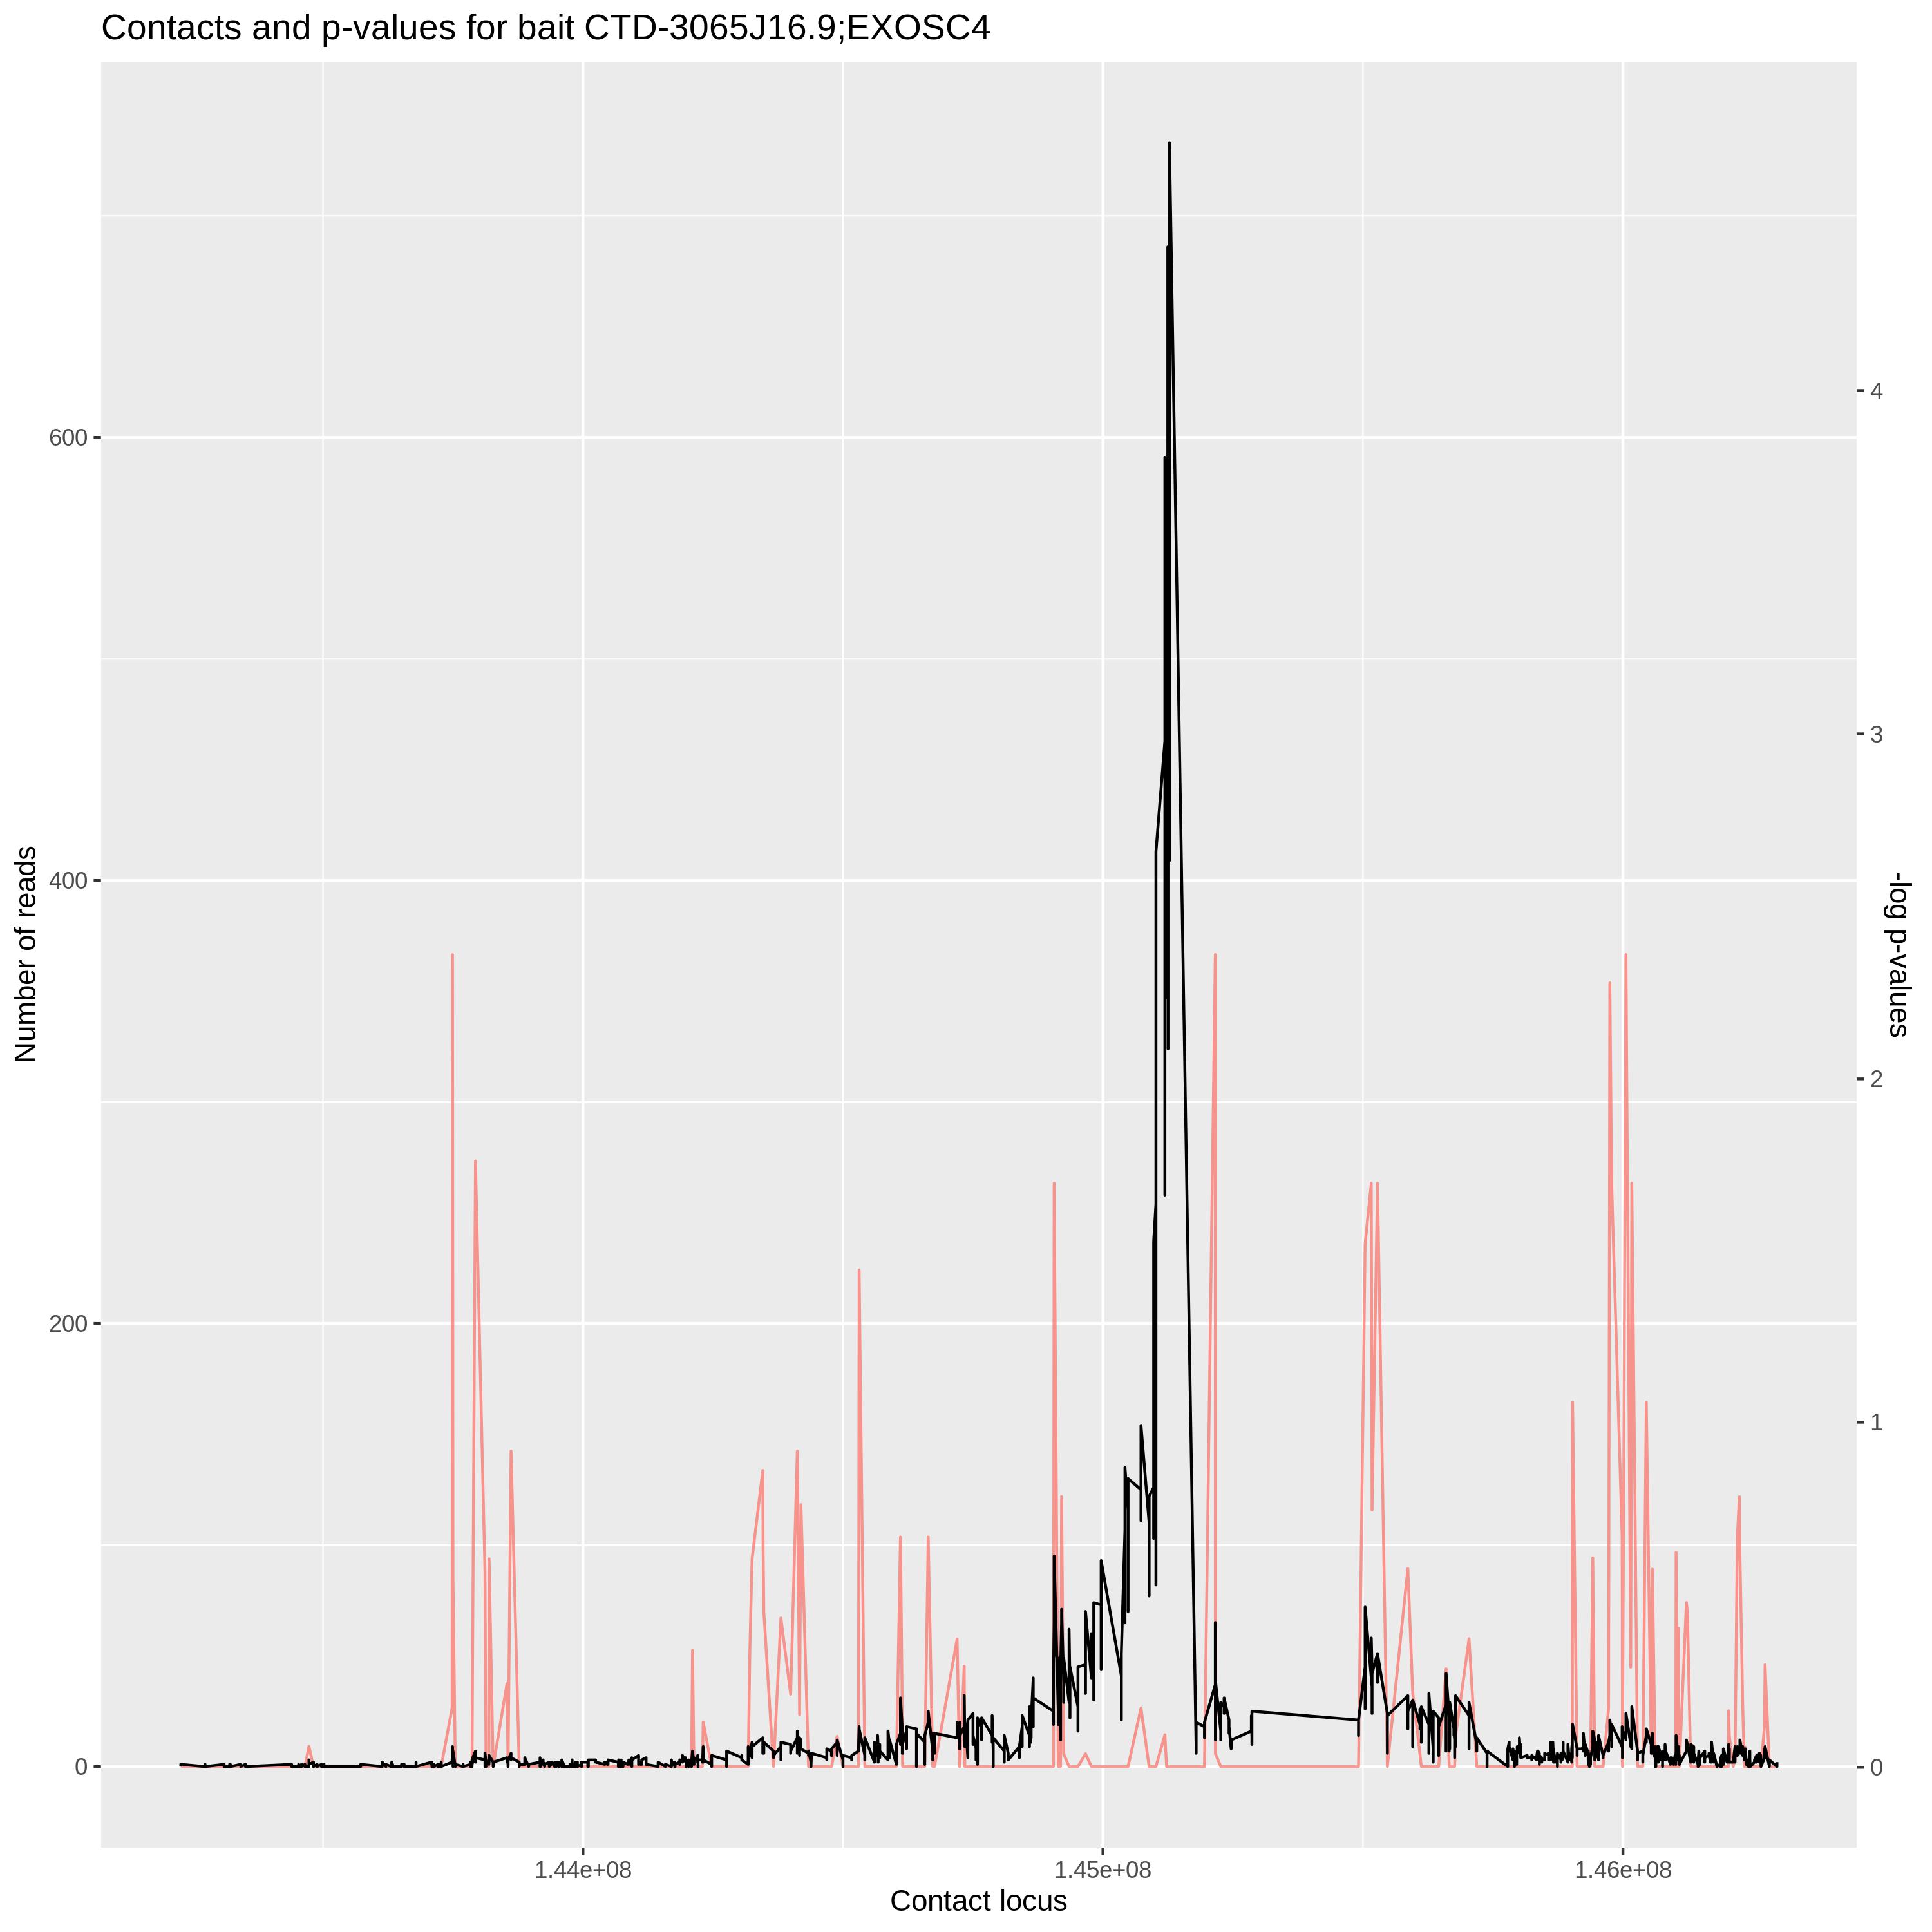 Contacts and p-values for bait CTD-3065J16.9;EXOSC4
Number of reads
600
400
200
0
4
3
2
1
0
-log p-values
1.44e+08
1.45e+08
1.46e+08
Contact locus